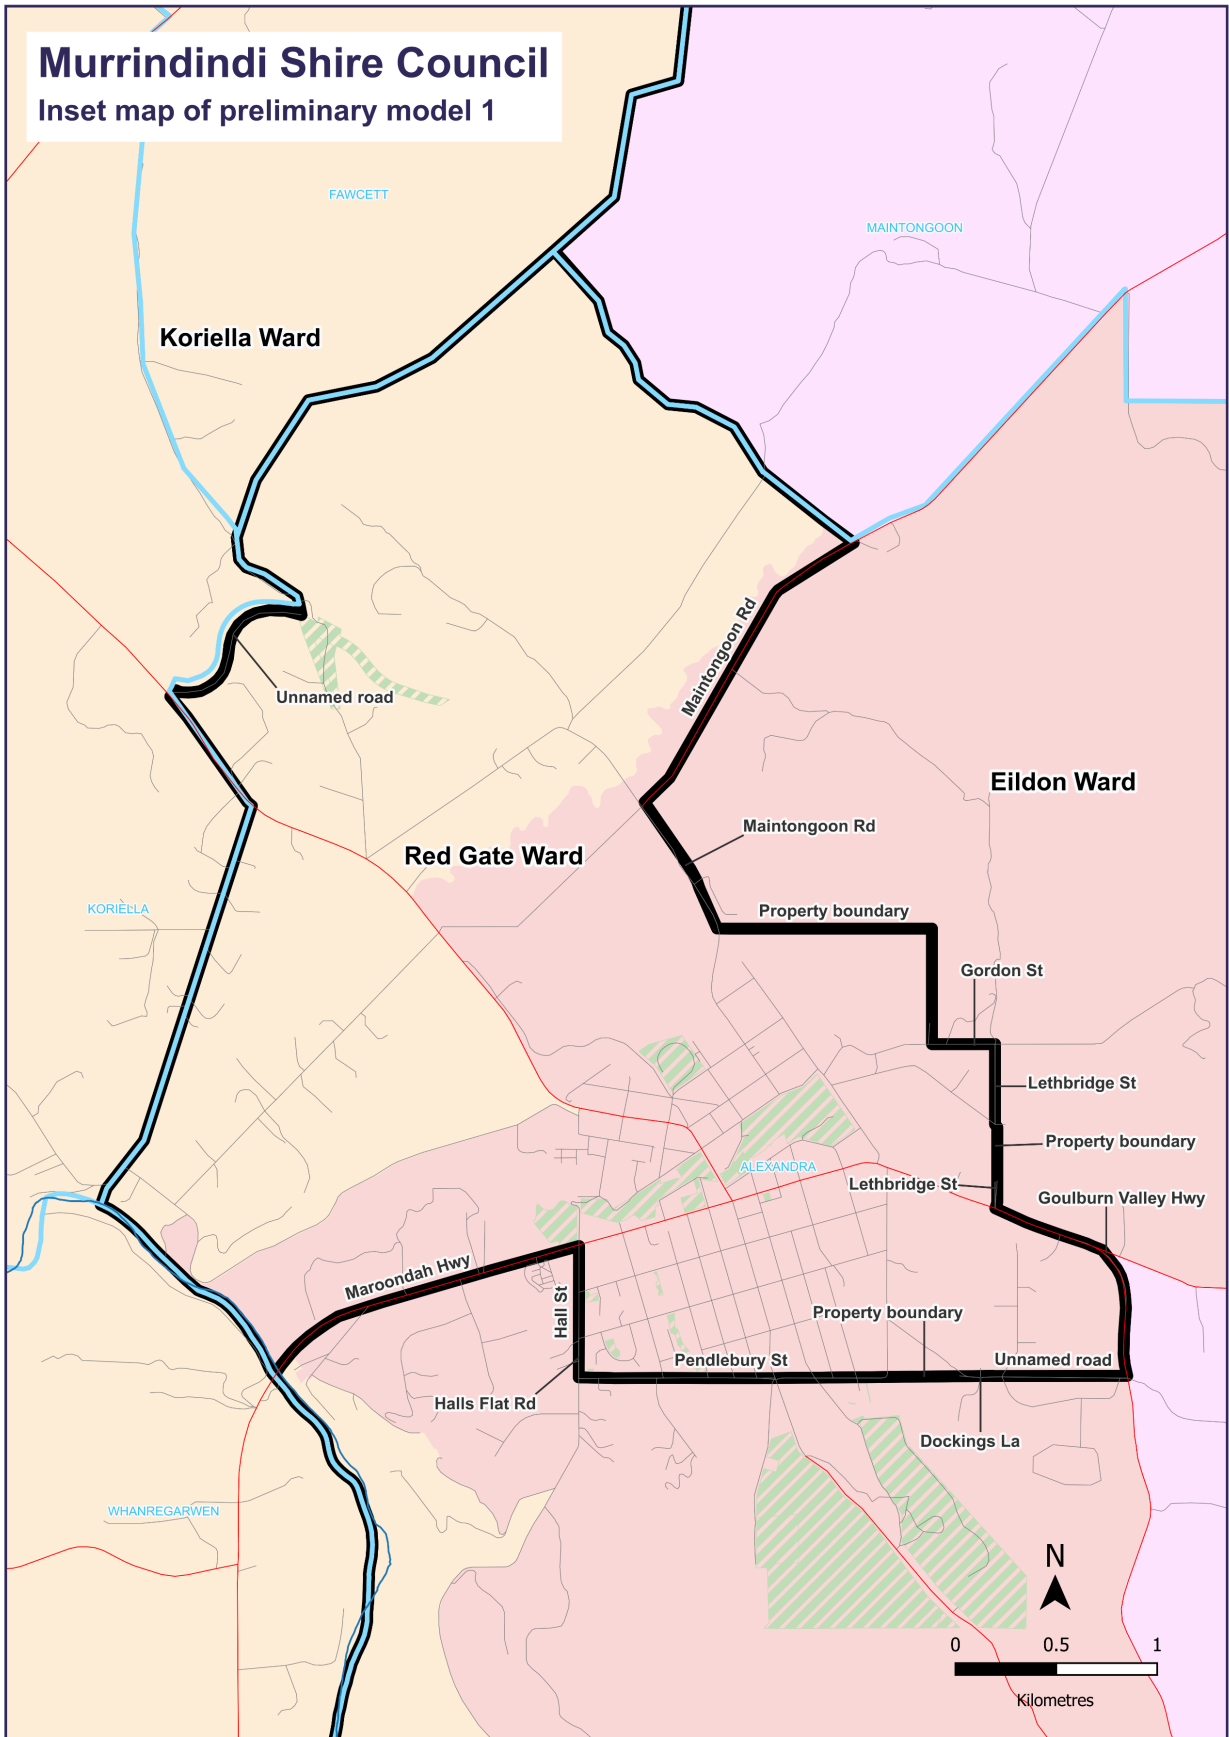 Murrindindi Shire Council
Inset map of preliminary model 1
FAWCETT
MAINTONGOON
Koriella Ward
Maintongoon Rd
Unnamed road
Eildon Ward
Maintongoon Rd
Red Gate Ward
KORIELLA
Property boundary
Gordon St
Lethbridge St
Property boundary
ALEXANDRA
Lethbridge St
Goulburn Valley Hwy
Maroondah Hwy
Hall St
Property boundary
Pendlebury St
Unnamed road
Halls Flat Rd
Dockings La
WHANREGARWEN
N
0 0.5 1
Kilometres